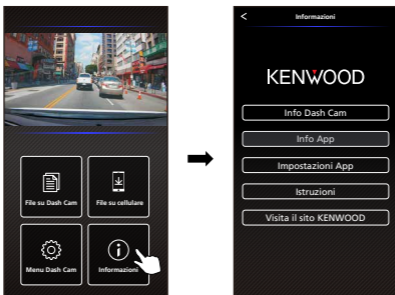 File su Dash Cam
File su cellulare
Menu Dash Cam
Informazioni
<
Informazioni
KENWOOD
Info Dash Cam
Info App
Impostazioni App
Istruzioni
Visita il sito KENWOOD